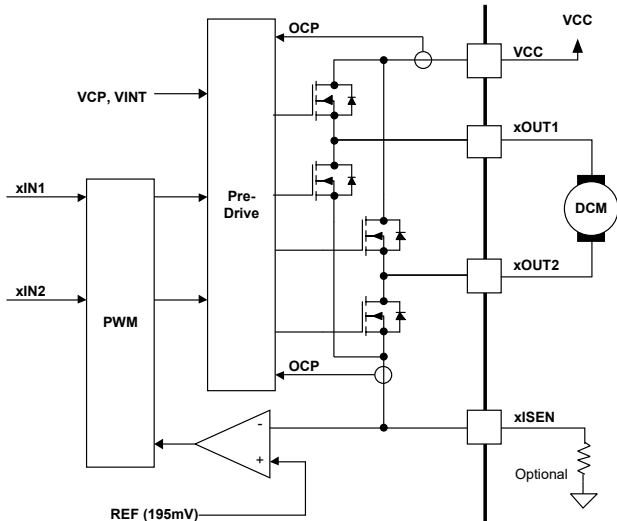 OCP
VCC
VCC
VCP, VINT
xOUT1
xIN1
Pre-
Drive
DCM
xIN2
xOUT2
PWM
OCP
xISEN
-
+
Optional
REF (195mV)